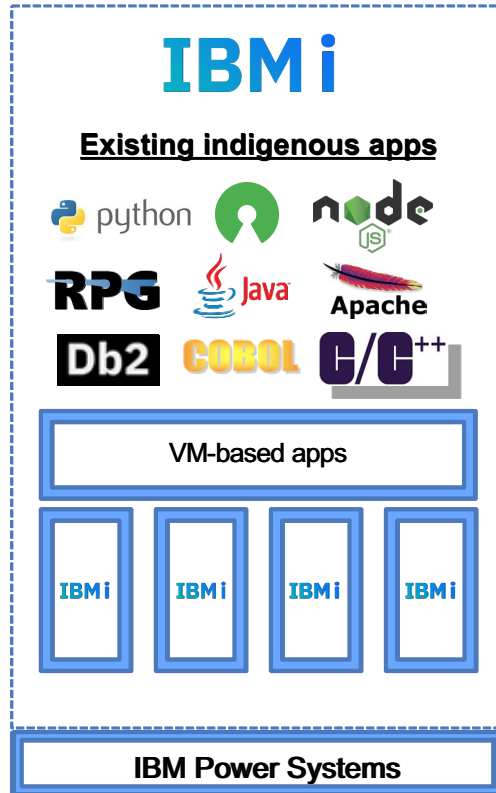 IBM i
Existing indigenous apps
python node
JS
RPG Java Apache
Db2 COBOL C/C++
VM-based apps
IBM i IBM i IBM i IBM i
IBM Power Systems